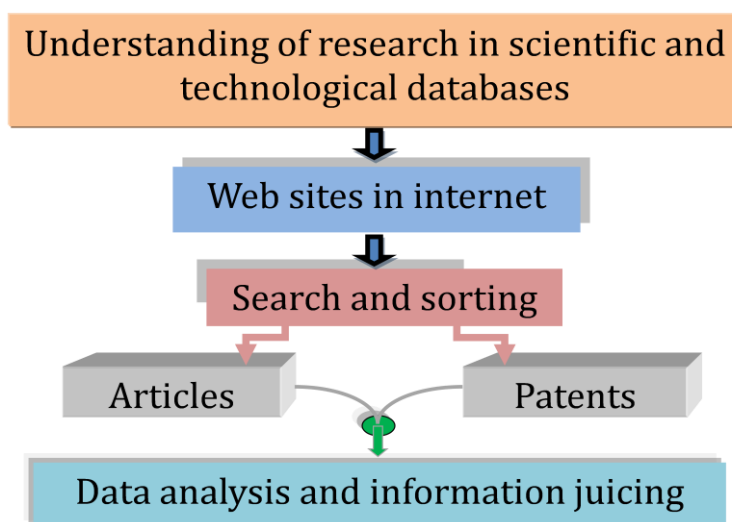 Understanding of research in scientific and
technological databases
Web sites in internet
Search and sorting
Articles
Patents
Data analysis and information juicing